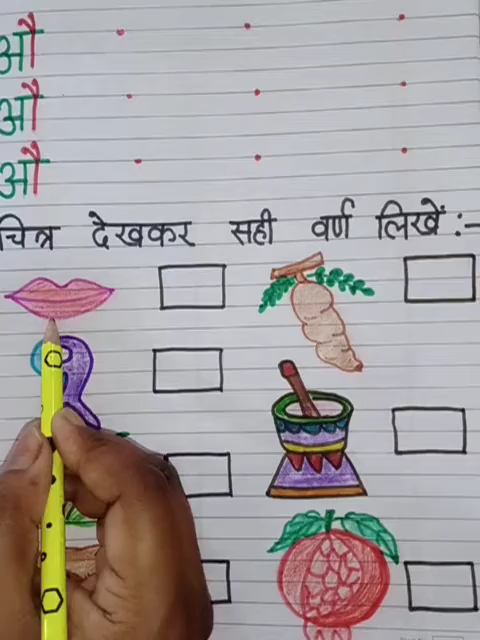 औ
औ
औ
चित्र देखकर सही वर्ण लिखें :-